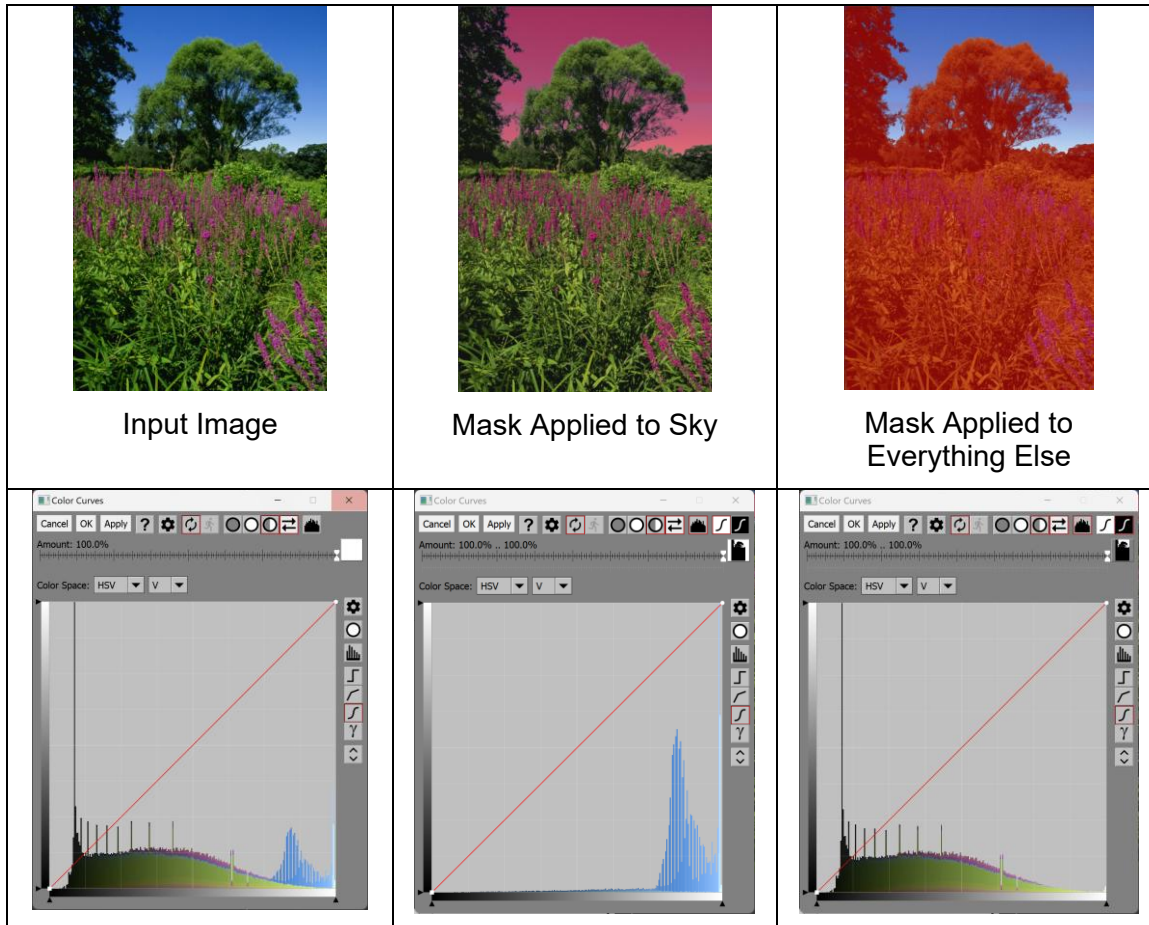 Input Image
Mask Applied to Sky
Mask Applied to
Everything Else
Color Curves
Cancel OK Apply ?
Amount: 100.0%
Color Space: HSV V
γ
Color Curves
Cancel OK Apply ?
Amount: 100.0% .. 100.0%
Color Space: HSV V
γ
Color Curves
Cancel OK Apply ?
Amount: 100.0% .. 100.0%
Color Space: HSV V
γ